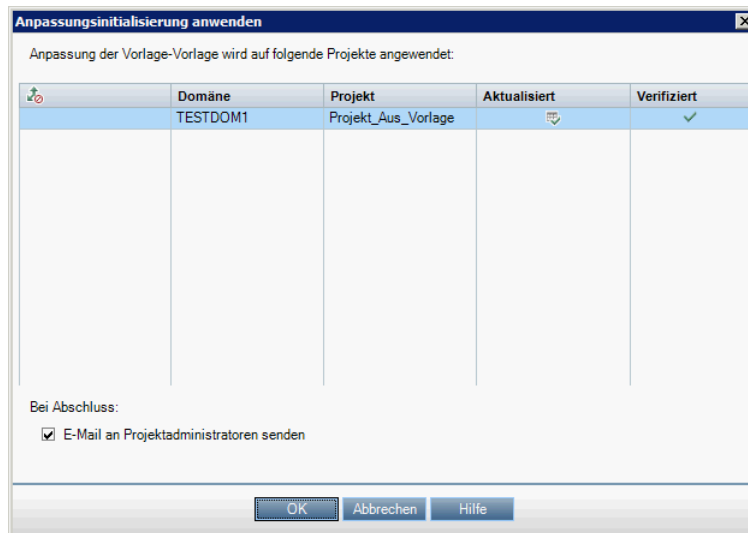 Anpassungsinitialisierung anwenden
Anpassung der Vorlage-Vorlage wird auf folgende Projekte angewendet:
Domäne Projekt Aktualisiert Verifiziert
TESTDOM1 Projekt_Aus_Vorlage
Bei Abschluss:
E-Mail an Projektadministratoren senden
OK Abbrechen Hilfe